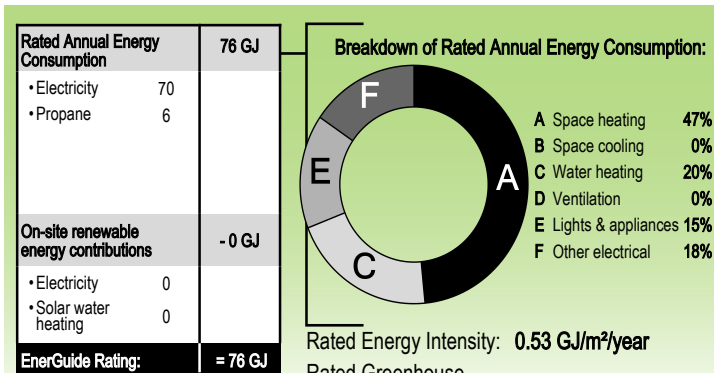 Rated Annual Energy
Consumption
76 GJ
• Electricity 70
• Propane 6
On-site renewable
energy contributions
- 0 GJ
• Electricity 0
• Solar water
heating
0
EnerGuide Rating: = 76 GJ
Breakdown of Rated Annual Energy Consumption:
F
E
A
C
A Space heating 47%
B Space cooling 0%
C Water heating 20%
D Ventilation 0%
E Lights & appliances 15%
F Other electrical 18%
Rated Energy Intensity: 0.53 GJ/m²/year
Rated Greenhouse